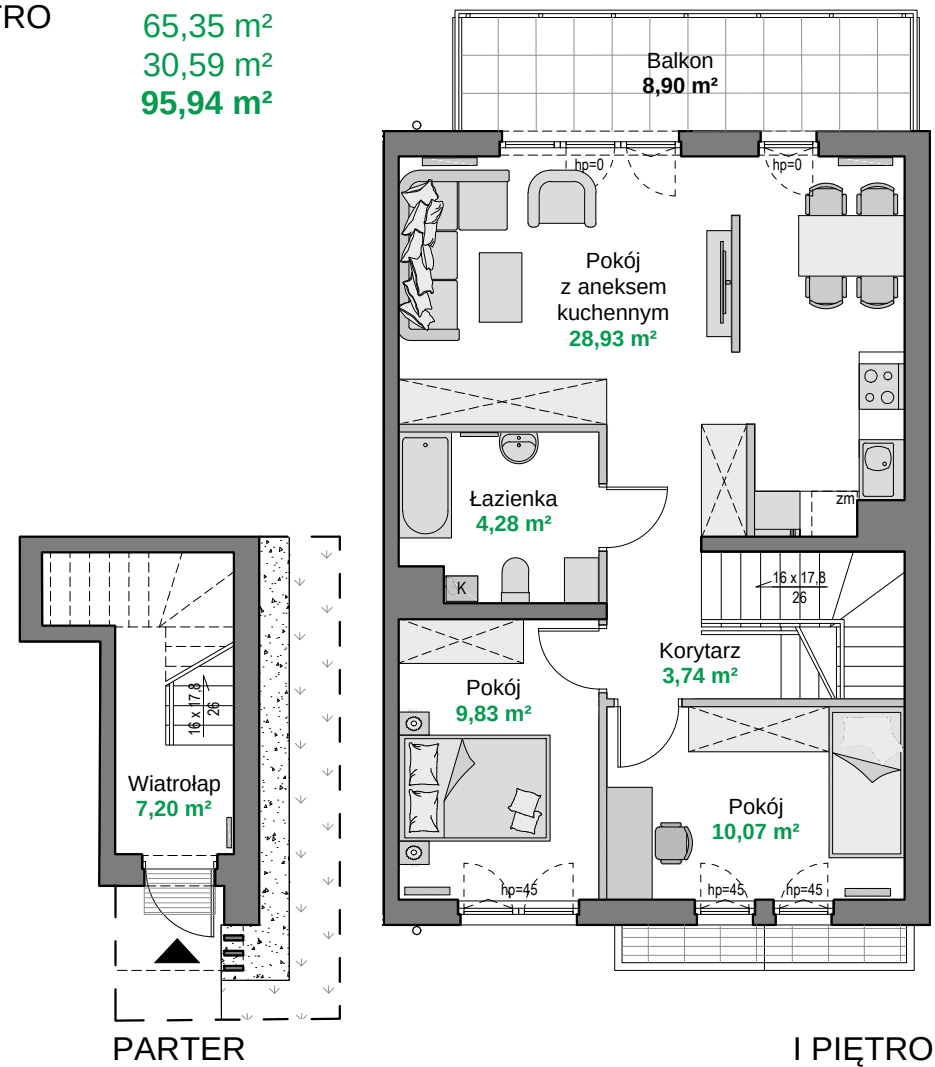 TRO
65,35 m²
30,59 m²
95,94 m²
Balkon
8,90 m²
hp=0
hp=0
Pokój
z aneksem
kuchennym
28,93 m²
Łazienka
4,28 m²
zm
K
16 x 17,8
26
Korytarz
3,74 m²
Pokój
9,83 m²
16 x 17,8
26
Wiatrołap
7,20 m²
Pokój
10,07 m²
hp=45
hp=45
hp=45
PARTER
I PIĘTRO